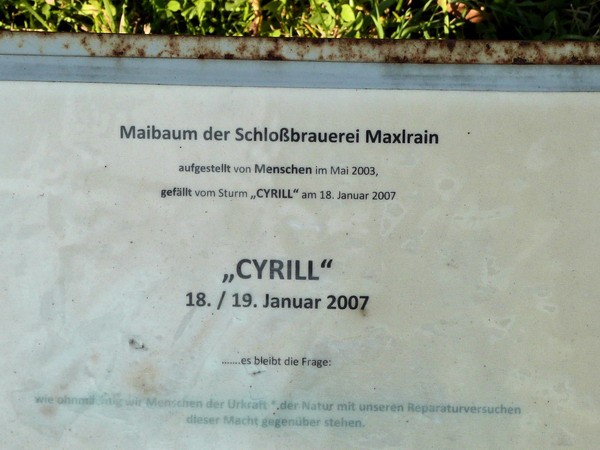 Maibaum der Schloßbrauerei Maxlrain
aufgestellt von Menschen im Mai 2003,
gefällt vom Sturm „CYRILL“ am 18. Januar 2007
„CYRILL“
18. / 19. Januar 2007
.......es bleibt die Frage:
wie ohnmächtig wir Menschen der Urkraft * der Natur mit unseren Reparaturversuchen
dieser Macht gegenüber stehen.